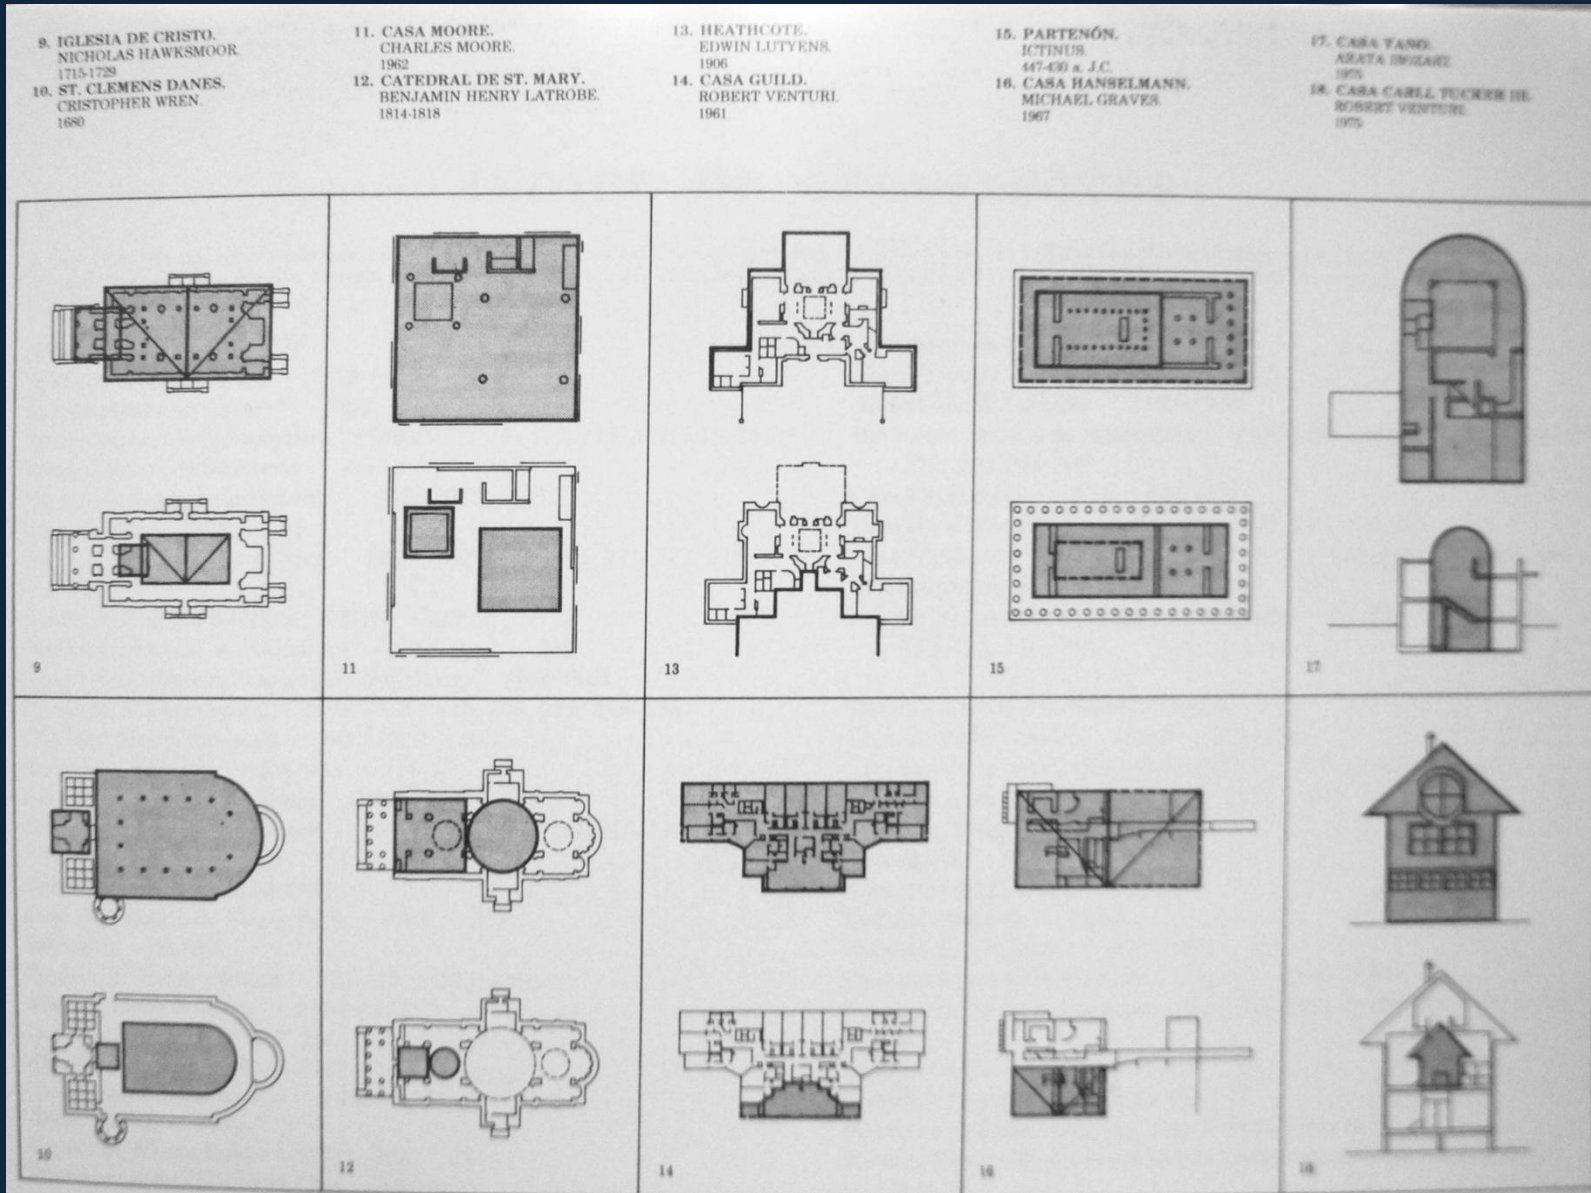 9. IGLESIA DE CRISTO.
NICHOLAS HAWKSMOOR.
1715-1729
10. ST. CLEMENS DANES.
CRISTOPHER WREN.
1680
11. CASA MOORE.
CHARLES MOORE.
1962
12. CATEDRAL DE ST. MARY.
BENJAMIN HENRY LATROBE.
1814-1818
13. HEATHCOTE.
EDWIN LUTYENS.
1906
14. CASA GUILD.
ROBERT VENTURI.
1961
15. PARTENÓN.
ICTINUS.
447-430 a. J.C.
16. CASA HANSELMANN.
MICHAEL GRAVES.
1967
17. CASA YANO.
ARATA ISOZAKI.
1975
18. CASA CARLL TUCKER III.
ROBERT VENTURI.
1975
9
11
13
15
17
10
12
14
16
18